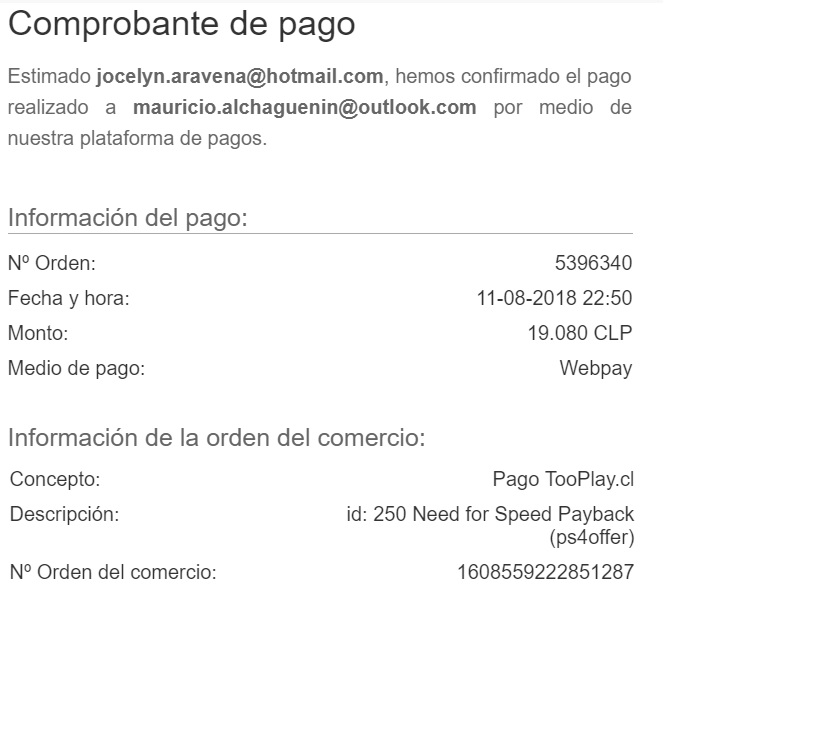 Comprobante de pago
Estimado jocelyn.aravena@hotmail.com, hemos confirmado el pago
realizado a mauricio.alchaguenin@outlook.com por medio de
nuestra plataforma de pagos.
Información del pago:
Nº Orden: 5396340
Fecha y hora: 11-08-2018 22:50
Monto: 19.080 CLP
Medio de pago: Webpay
Información de la orden del comercio:
Concepto: Pago TooPlay.cl
Descripción: id: 250 Need for Speed Payback
(ps4offer)
Nº Orden del comercio: 1608559222851287